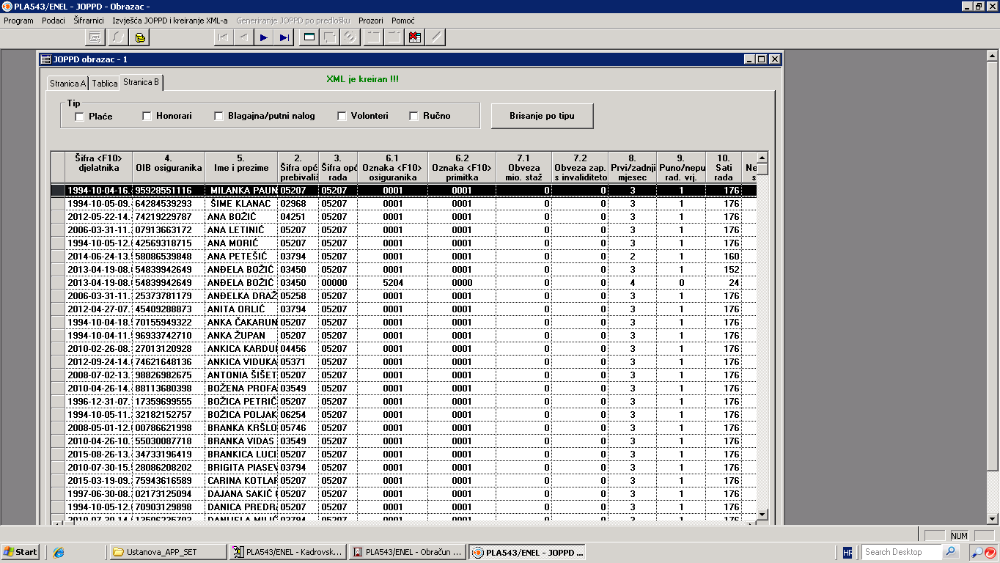 PLA543/ENEL - JOPPD - Obrazac -
Program Podaci Šifrarnici Izvješća JOPPD i kreiranje XML-a Generiranje JOPPD po predlošku Prozori Pomoć
JOPPD obrazac - 1
Stranica A Tablica Stranica B XML je kreiran !!!
Tip
Plaće Honorari Blagajna/putni nalog Volonteri Ručno Brisanje po tipu
Šifra <F10> 4. 5. 2. 3. 6.1 6.2 7.1 7.2 8. 9. 10.
djelatnika OIB osiguranika Ime i prezime Šifra opć Šifra opć Oznaka <F10> Oznaka <F10> Obveza Obveza zap. Prvi/zadnji Puno/nepu Sati Ne
prebivališ rada osiguranika primitka mio. staž s invaliditeto mjesec rad. vrj. rada s
1994-10-04-16. 95928551116 MILANKA PAUN 05207 05207 0001 0001 0 0 3 1 176
1994-10-05-09. 64284539293 ŠIME KLANAC 02968 05207 0001 0001 0 0 3 1 176
2012-05-22-14. 74219229787 ANA BOŽIĆ 04251 05207 0001 0001 0 0 3 1 176
2006-03-31-11. 07913663172 ANA LETINIĆ 05207 05207 0001 0001 0 0 3 1 176
1994-10-05-12. 42569318715 ANA MORIĆ 05207 05207 0001 0001 0 0 3 1 176
2014-06-24-13. 58086539848 ANA PETEŠIĆ 03794 05207 0001 0001 0 0 2 1 160
2013-04-19-08. 54839942649 ANĐELA BOŽIĆ 03450 05207 0001 0001 0 0 3 1 152
2013-04-19-08. 54839942649 ANĐELA BOŽIĆ 03450 00000 5204 0000 0 0 4 0 24
2006-03-31-11. 25373781179 ANĐELKA DRAŽ 05258 05207 0001 0001 0 0 3 1 176
2012-04-27-07. 45409288873 ANITA ORLIĆ 03794 05207 0001 0001 0 0 3 1 176
1994-10-04-18. 70155949322 ANKA ČAKARUN 05207 05207 0001 0001 0 0 3 1 176
1994-10-04-11. 96933742710 ANKA ŽUPAN 05207 05207 0001 0001 0 0 3 1 176
2010-02-26-08. 27013120928 ANKICA KARDUI 04456 05207 0001 0001 0 0 3 1 176
2012-09-24-14. 74621648136 ANKICA VIDUKA 05371 05207 0001 0001 0 0 3 1 176
2008-07-02-13. 98826982675 ANTONIA ŠIŠET 05207 05207 0001 0001 0 0 3 1 176
2010-04-26-14. 88113680398 BOŽENA PROFA 03549 05207 0001 0001 0 0 3 1 176
1996-12-31-07. 17359699555 BOŽICA PETRIČ 05207 05207 0001 0001 0 0 3 1 176
1994-10-05-11. 32182152757 BOŽICA POLJAK 06254 05207 0001 0001 0 0 3 1 176
2008-05-01-12. 00786621998 BRANKA KRŠLO 05746 05207 0001 0001 0 0 3 1 176
2010-04-26-10. 55030087718 BRANKA VIDAS 03549 05207 0001 0001 0 0 3 1 176
2015-08-26-13. 34733196419 BRANKICA LUCI 05207 05207 0001 0001 0 0 3 1 176
2010-07-30-15. 28086208202 BRIGITA PIASEV 03794 05207 0001 0001 0 0 3 1 176
2015-03-19-09. 75943616589 CARINA KOTLAF 05207 05207 0001 0001 0 0 3 1 176
1997-06-30-08. 02173125094 DAJANA SAKIĆ 05207 05207 0001 0001 0 0 3 1 176
1994-10-05-12. 70903129898 DANICA PREDRA 05207 05207 0001 0001 0 0 3 1 176
NUM
Start Ustanova_APP_SET PLA543/ENEL - Kadrovsk... PLA543/ENEL - Obračun ... PLA543/ENEL - JOPPD ... HR Search Desktop